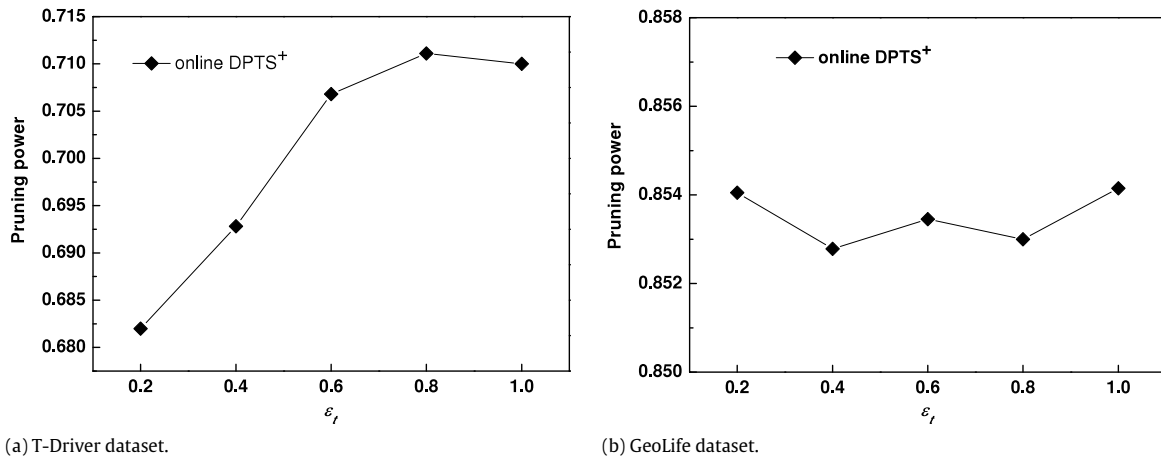 0.715
0.710
0.705
0.700
0.695
0.690
0.685
0.680
Pruning power
online DPTS+
0.2 0.4 0.6 0.8 1.0
εt
(a) T-Driver dataset.
0.858
0.856
0.854
0.852
0.850
Pruning power
online DPTS+
0.2 0.4 0.6 0.8 1.0
εt
(b) GeoLife dataset.